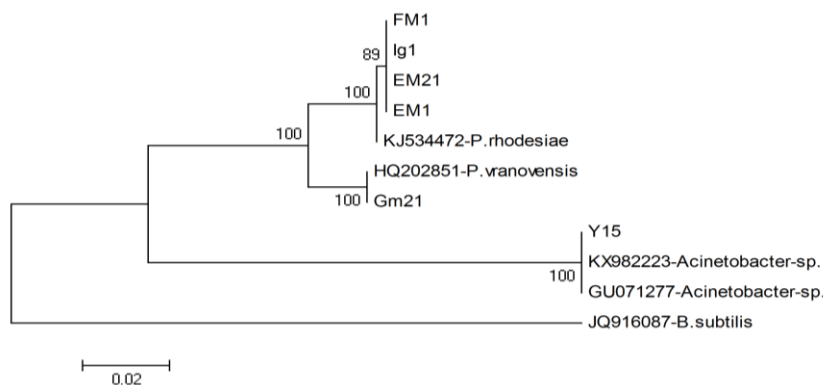 FM1
89
Ig1
EM21
100
EM1
100
KJ534472-P.rhodesiae
HQ202851-P.vranovensis
100
Gm21
Y15
KX982223-Acinetobacter-sp.
100
GU071277-Acinetobacter-sp.
JQ916087-B.subtilis
0.02